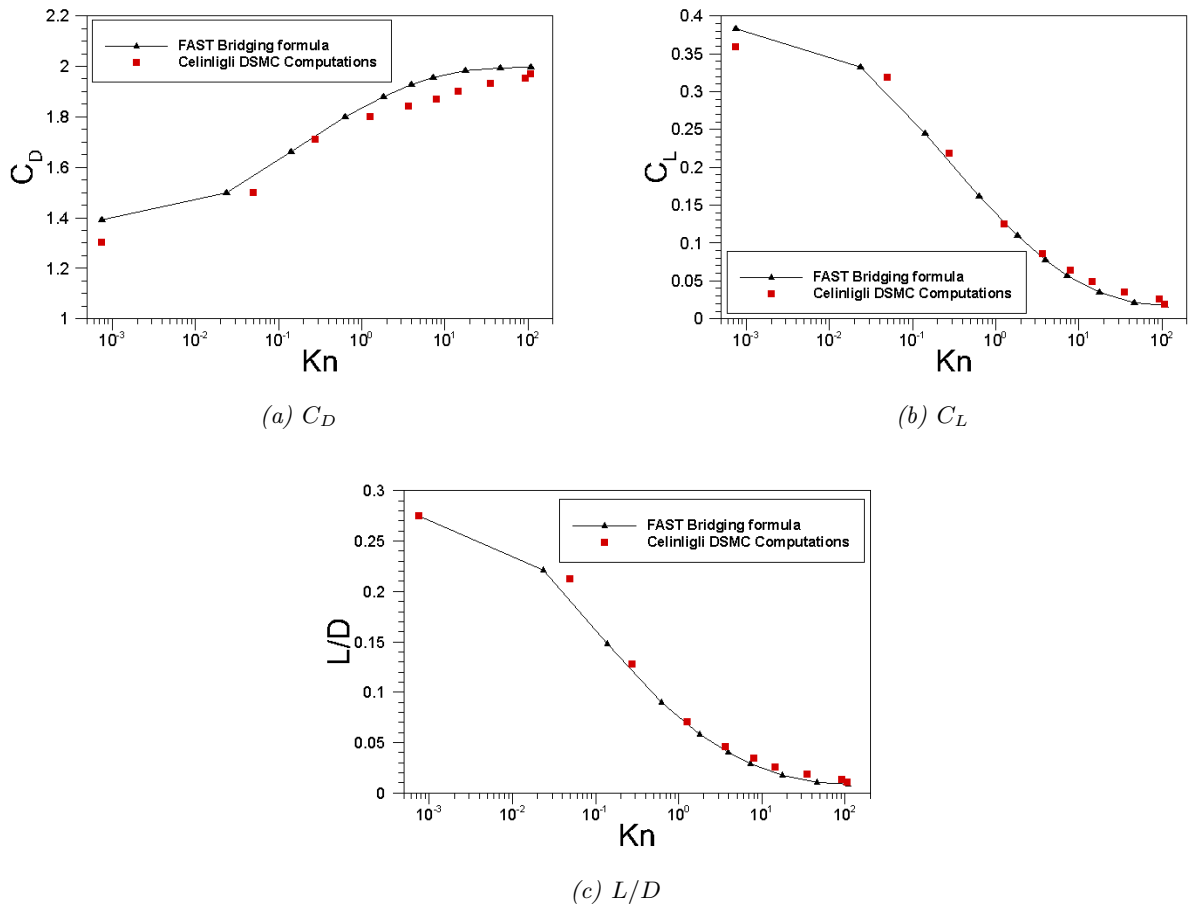 2.2
2
1.8
1.6
1.4
1.2
1
C_D
FAST Bridging formula
Celinligli DSMC Computations
10^-3
10^-2
10^-1
10^0
10^1
10^2
Kn
(a) C_D
0.4
0.35
0.3
0.25
0.2
0.15
0.1
0.05
0
C_L
FAST Bridging formula
Celinligli DSMC Computations
10^-3
10^-2
10^-1
10^0
10^1
10^2
Kn
(b) C_L
0.3
0.25
0.2
0.15
0.1
0.05
0
L/D
FAST Bridging formula
Celinligli DSMC Computations
10^-3
10^-2
10^-1
10^0
10^1
10^2
Kn
(c) L/D